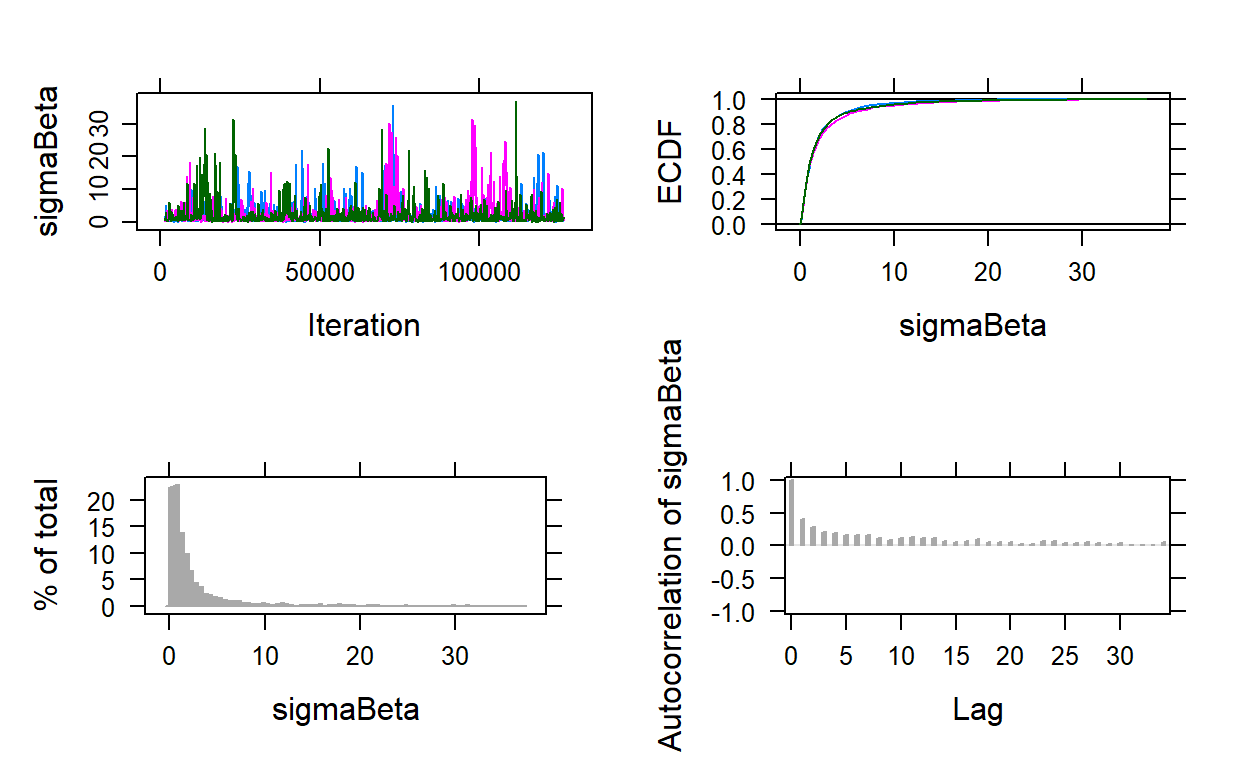 sigmaBeta
0 10 20 30
0 50000 100000
Iteration
ECDF
1.0
0.8
0.6
0.4
0.2
0.0
0 10 20 30
sigmaBeta
% of total
20
15
10
5
0
0 10 20 30
sigmaBeta
Autocorrelation of sigmaBeta
1.0
0.5
0.0
-0.5
-1.0
0 5 10 15 20 25 30
Lag